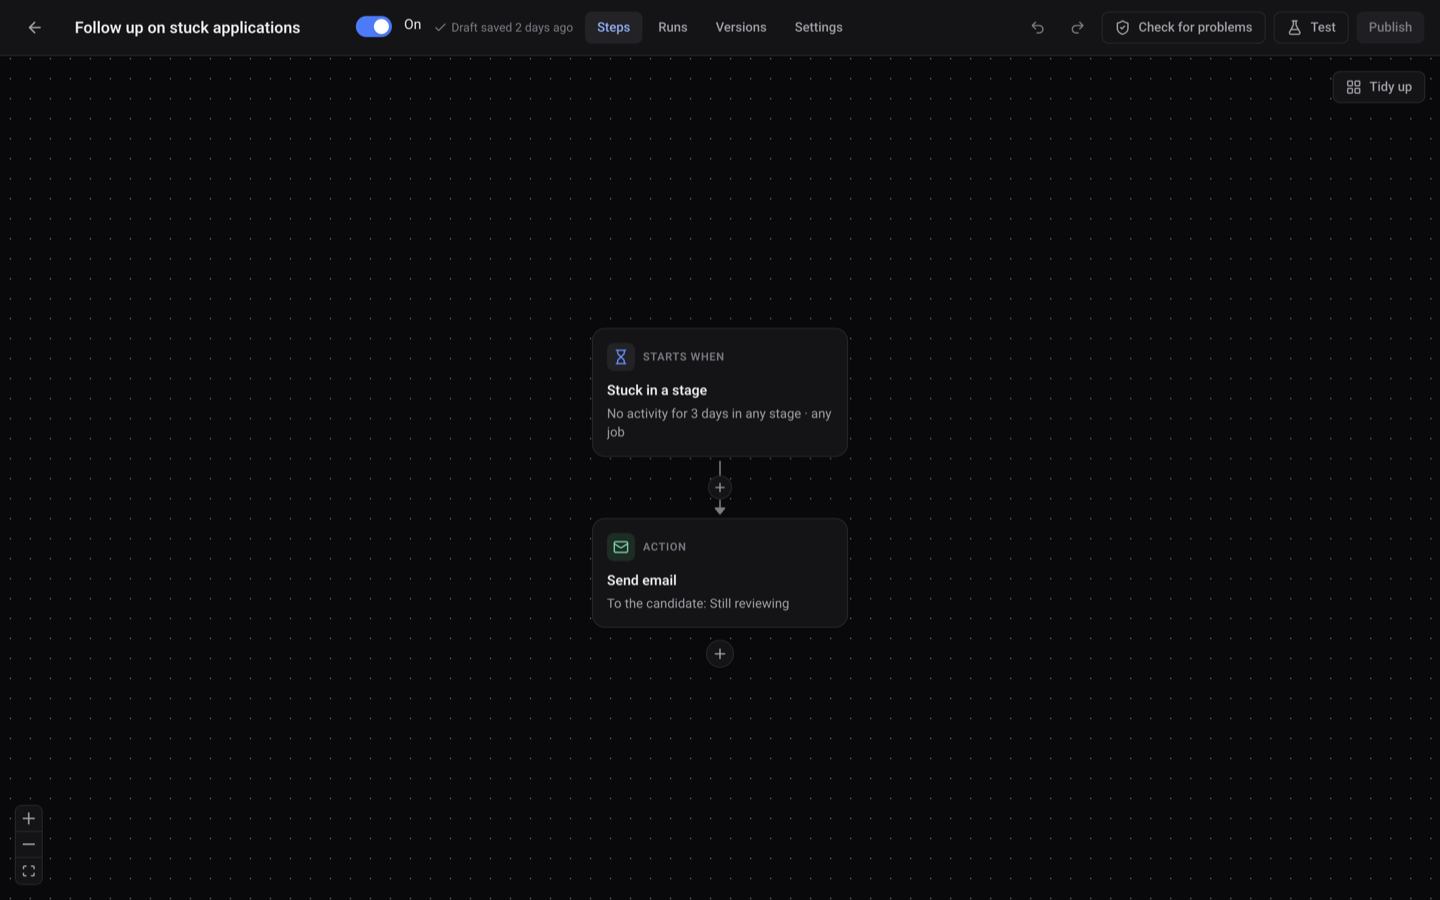 Follow up on stuck applications
On
Draft saved 2 days ago
Steps
Runs
Versions
Settings
Check for problems
Test
Publish
Tidy up
STARTS WHEN
Stuck in a stage
No activity for 3 days in any stage · any
job
ACTION
Send email
To the candidate: Still reviewing